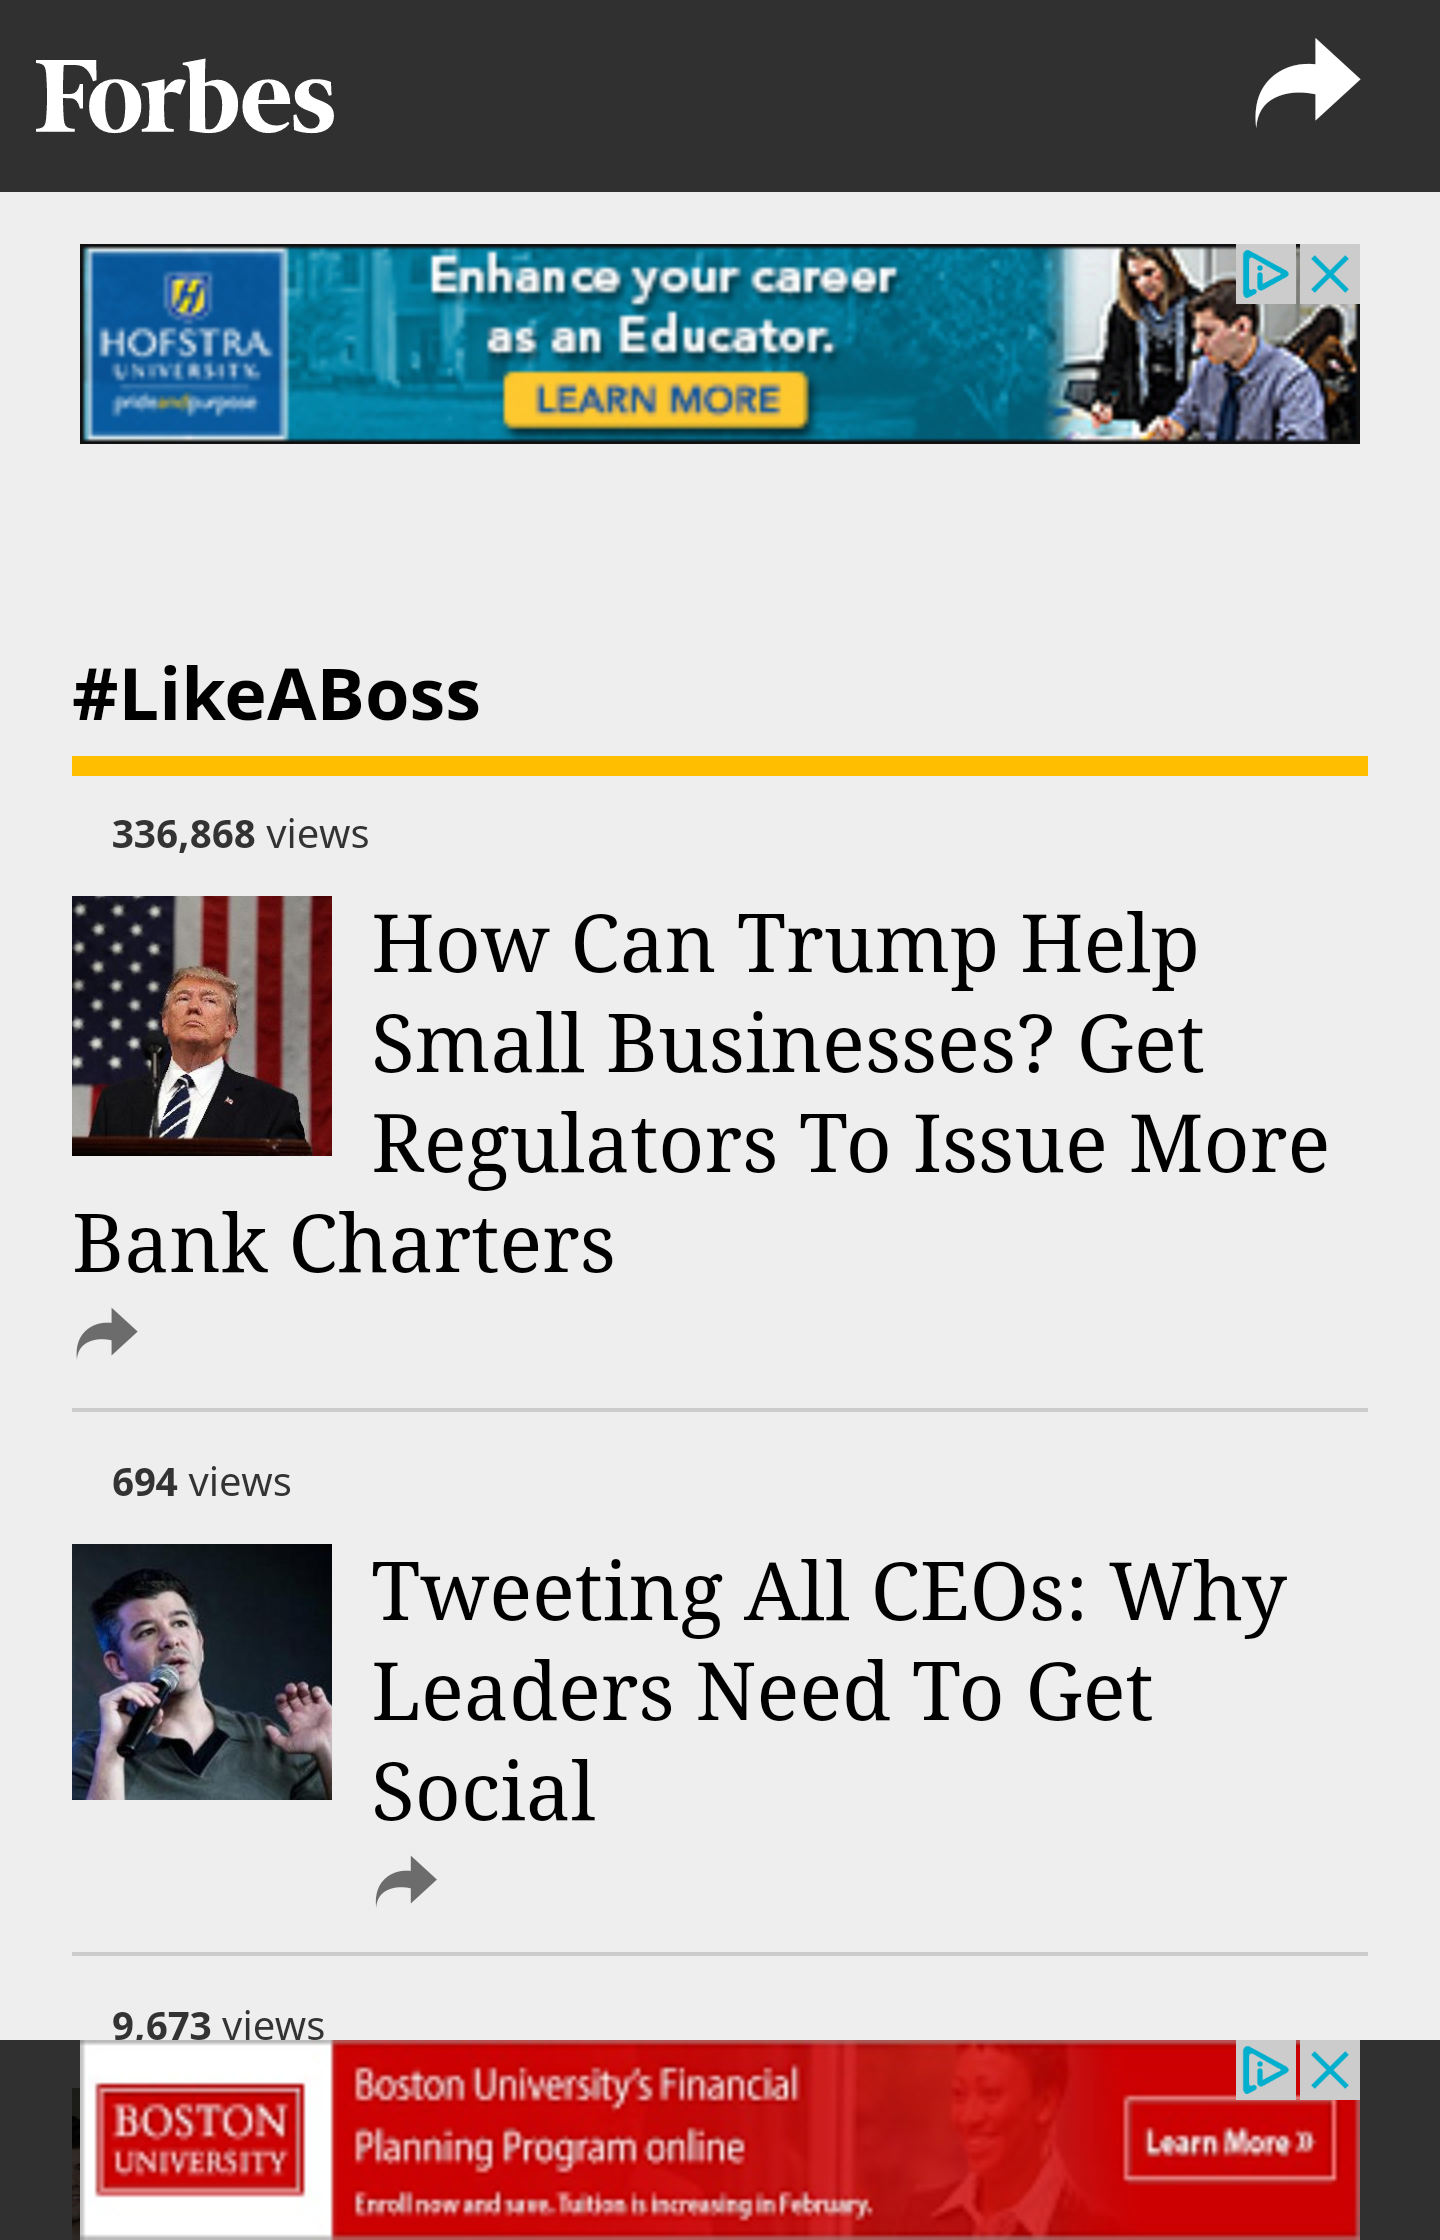 Forbes
HOFSTRA
UNIVERSITY
prideandpurpose
Enhance your career
as an Educator.
LEARN MORE
#LikeABoss
336,868 views
How Can Trump Help
Small Businesses? Get
Regulators To Issue More
Bank Charters
694 views
Tweeting All CEOs: Why
Leaders Need To Get
Social
9,673 views
BOSTON
UNIVERSITY
Boston University's Financial
Planning Program online
Enroll now and save. Tuition is increasing in February.
Learn More »